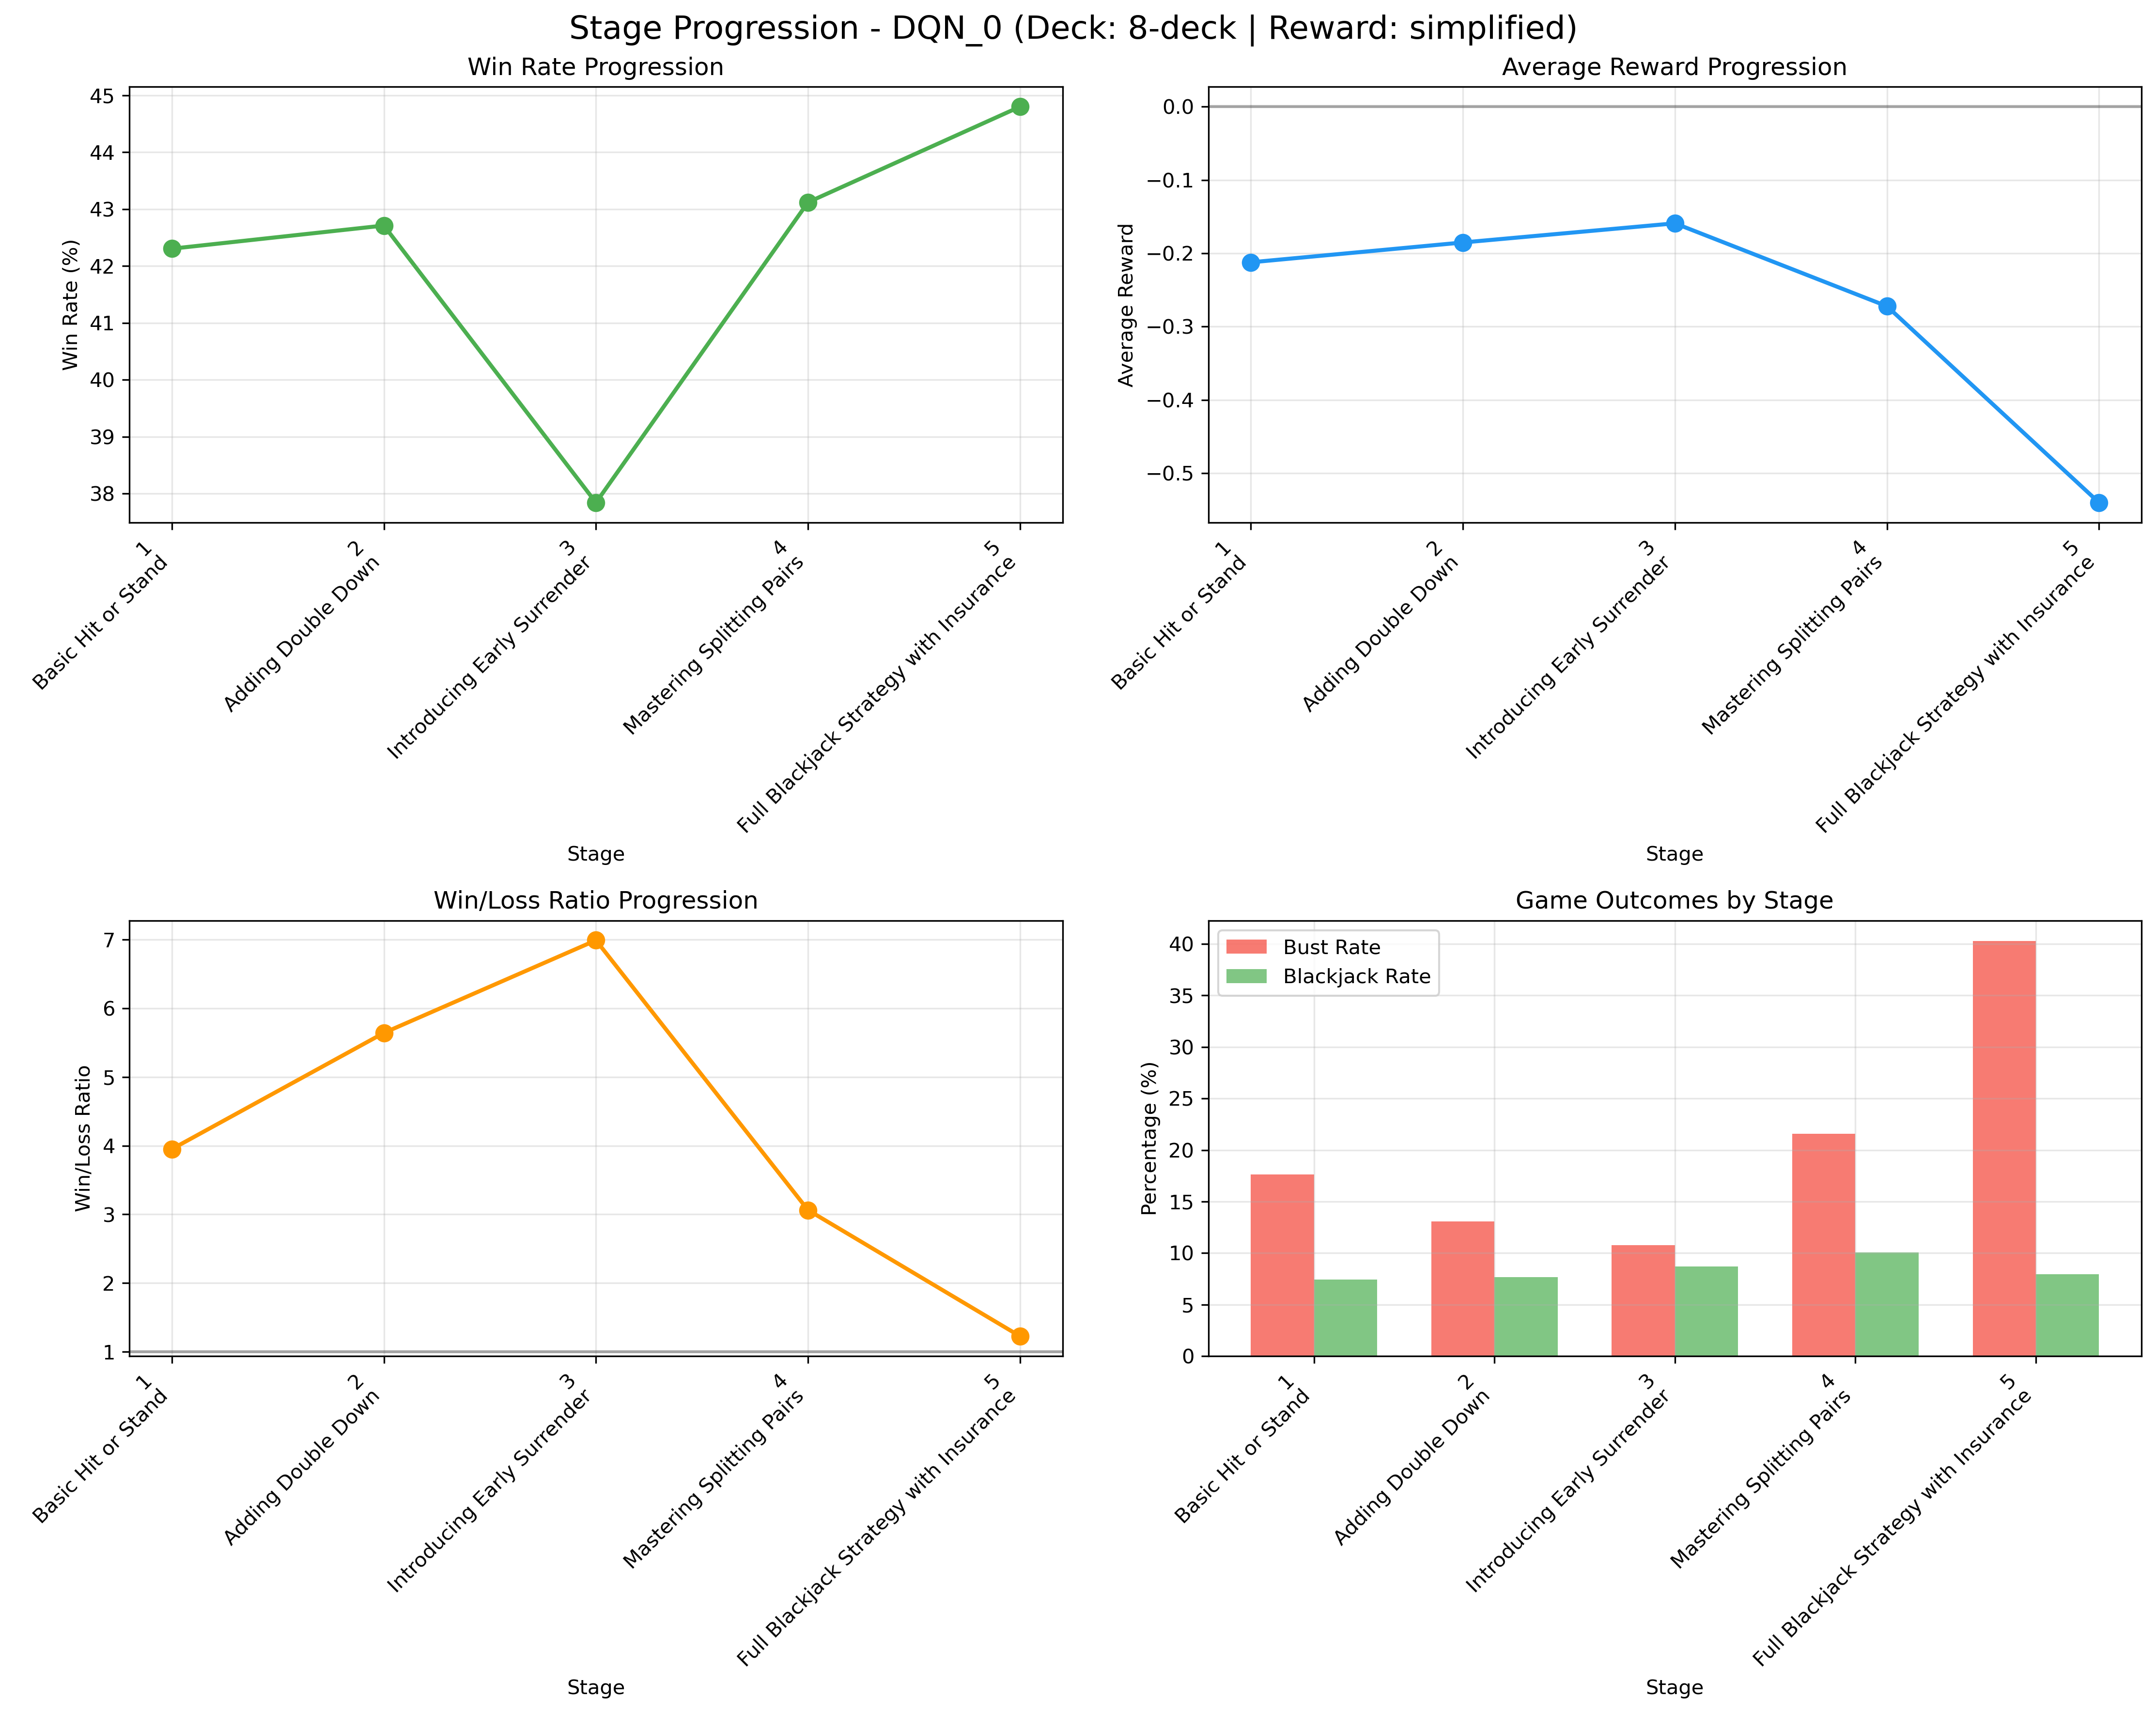 Stage Progression - DQN_0 (Deck: 8-deck | Reward: simplified)
Win Rate Progression
45
44
43
42
41
40
39
38
Win Rate (%)
1
Basic Hit or Stand
2
Adding Double Down
3
Introducing Early Surrender
4
Mastering Splitting Pairs
5
Full Blackjack Strategy with Insurance
Stage
Average Reward Progression
0.0
−0.1
−0.2
−0.3
−0.4
−0.5
Average Reward
1
Basic Hit or Stand
2
Adding Double Down
3
Introducing Early Surrender
4
Mastering Splitting Pairs
5
Full Blackjack Strategy with Insurance
Stage
Win/Loss Ratio Progression
7
6
5
4
3
2
1
Win/Loss Ratio
1
Basic Hit or Stand
2
Adding Double Down
3
Introducing Early Surrender
4
Mastering Splitting Pairs
5
Full Blackjack Strategy with Insurance
Stage
Game Outcomes by Stage
Bust Rate
Blackjack Rate
40
35
30
25
20
15
10
5
0
Percentage (%)
1
Basic Hit or Stand
2
Adding Double Down
3
Introducing Early Surrender
4
Mastering Splitting Pairs
5
Full Blackjack Strategy with Insurance
Stage